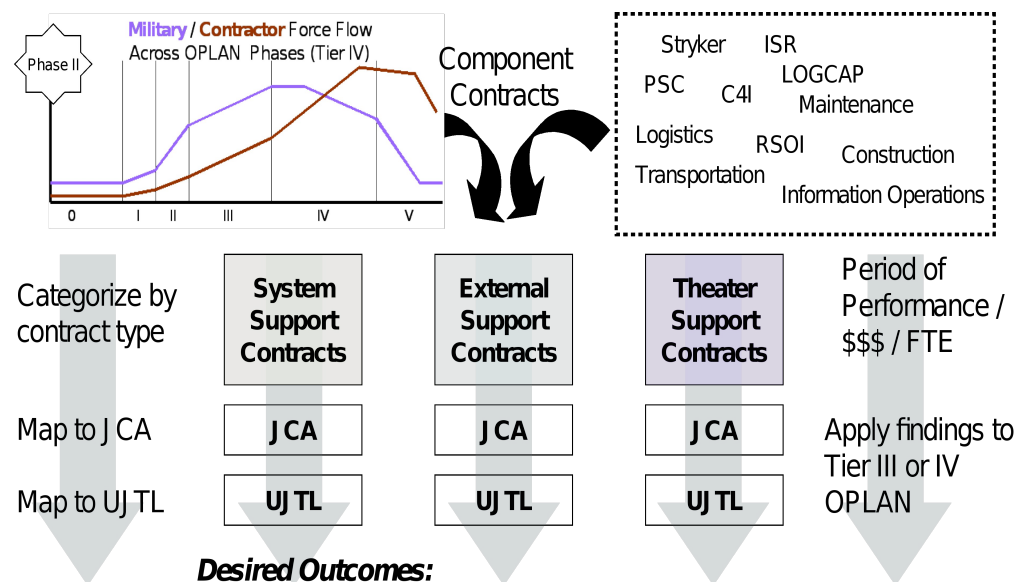 Military / Contractor Force Flow
Across OPLAN Phases (Tier IV)
Phase II
0 I II III IV V
Component
Contracts
Stryker ISR
PSC C4I LOGCAP
Maintenance
Logistics RSOI Construction
Transportation
Information Operations
Categorize by
contract type
System
Support
Contracts
External
Support
Contracts
Theater
Support
Contracts
Period of
Performance /
$$$ / FTE
Map to JCA
JCA
JCA
JCA
Map to UJTL
UJTL
UJTL
UJTL
Apply findings to
Tier III or IV
OPLAN
Desired Outcomes: